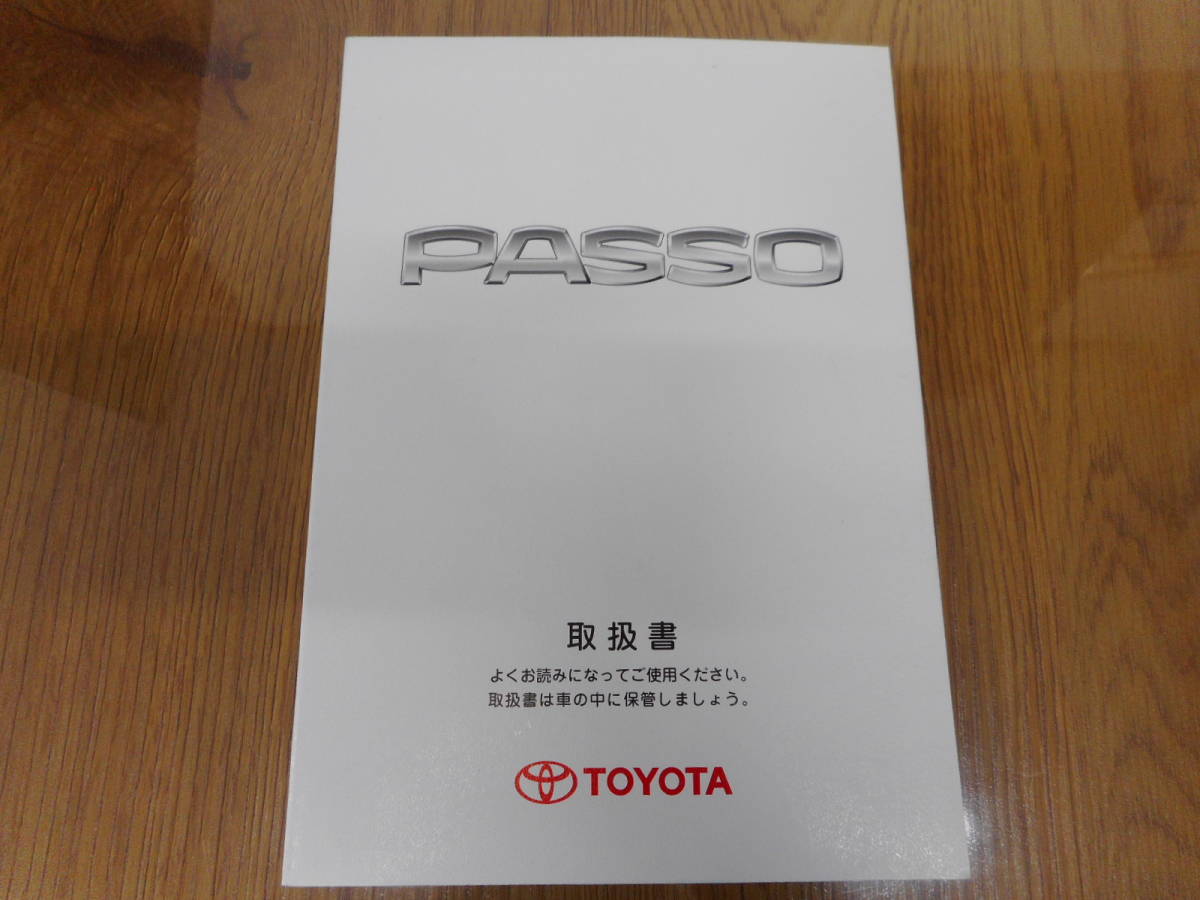 PASSO
取扱書
よくお読みになってご使用ください。
取扱書は車の中に保管しましょう。
TOYOTA